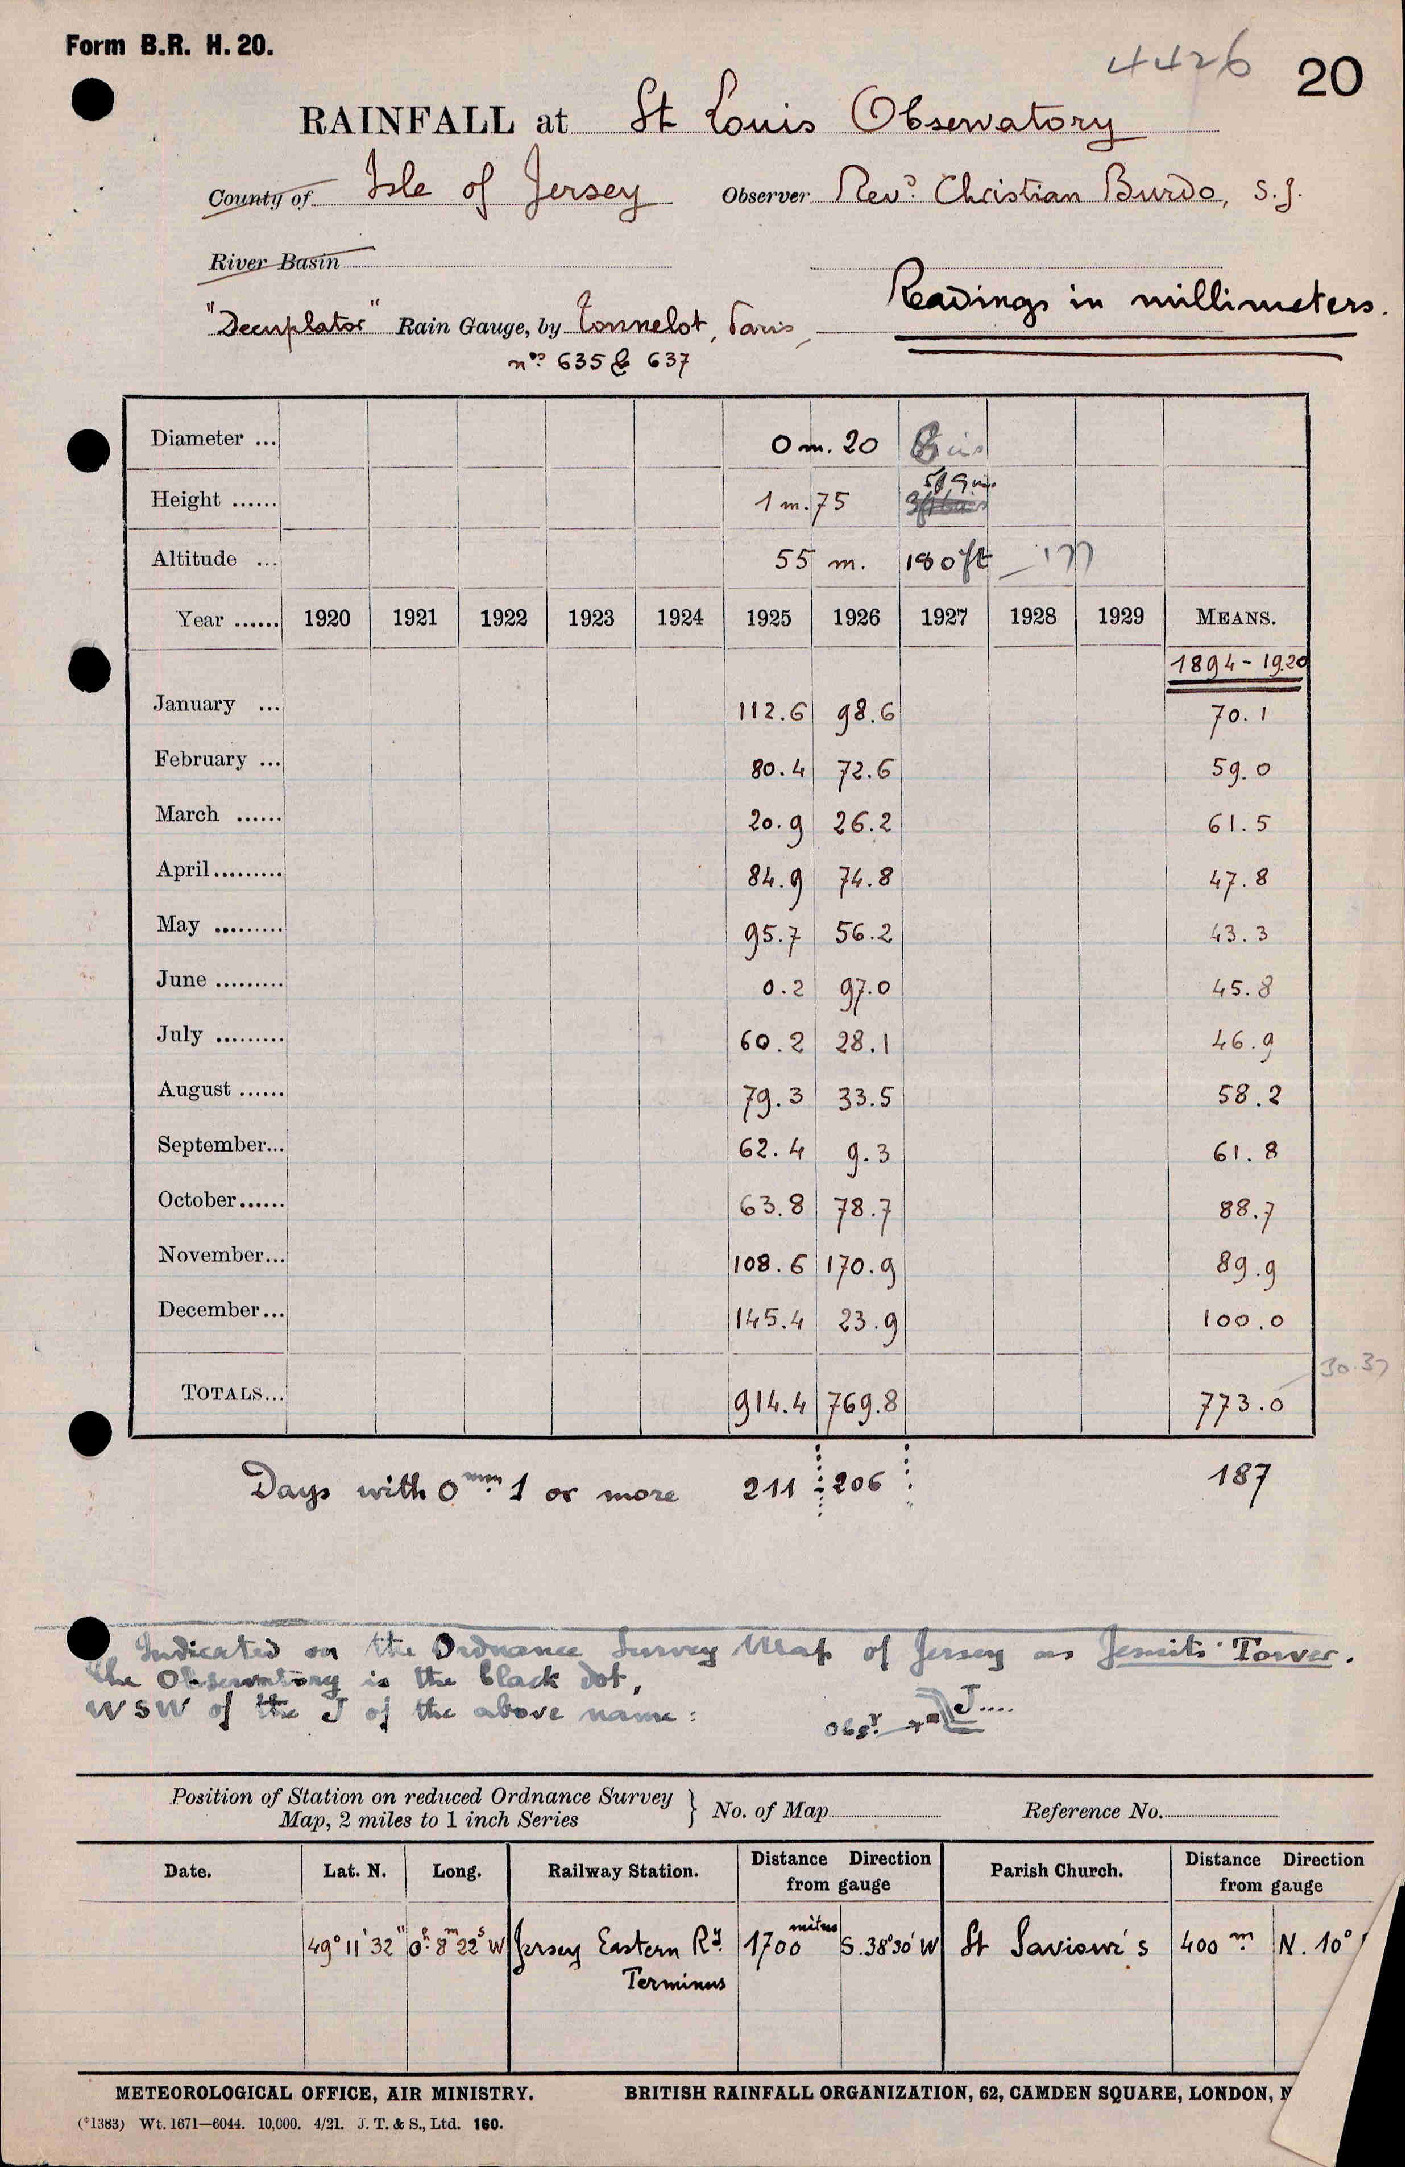 Form B.R. H. 20.
4426
20
RAINFALL at St Louis Observatory
County of Isle of Jersey Observer Rev.d Christian Burdo, S.J.
River Basin
"Decuplator" Rain Gauge, by Tonnelot, Paris, Readings in millimeters.
nos 635 & 637
Diameter ... 0 m. 20 8 ins
Height ...... 1 m. 75 5ft 9 in
Altitude ... 55 m. 180 ft 177
Year ...... 1920 1921 1922 1923 1924 1925 1926 1927 1928 1929 MEANS.
1894 - 1920
January ... 112.6 98.6 70.1
February ... 80.4 72.6 59.0
March ...... 20.9 26.2 61.5
April ......... 84.9 74.8 47.8
May ......... 95.7 56.2 43.3
June ......... 0.2 97.0 45.8
July ......... 60.2 28.1 46.9
August ...... 79.3 33.5 58.2
September... 62.4 9.3 61.8
October...... 63.8 78.7 88.7
November... 108.6 170.9 89.9
December... 145.4 23.9 100.0
30.37
TOTALS... 914.4 769.8 773.0
Days with 0 mm. 1 or more 211 206 187
Indicated on the Ordnance Survey Map of Jersey as Jesuits' Tower.
The Observatory is the black dot,
WSW of the J of the above name: Obsy. J....
Position of Station on reduced Ordnance Survey
Map, 2 miles to 1 inch Series } No. of Map Reference No.
Date. Lat. N. Long. Railway Station. Distance Direction from gauge Parish Church. Distance Direction from gauge
49° 11' 32" 0h 8m 22s W Jersey Eastern Ry. Terminus 1700 metres S. 38°30' W St Saviour's 400 m. N. 10°
METEOROLOGICAL OFFICE, AIR MINISTRY. BRITISH RAINFALL ORGANIZATION, 62, CAMDEN SQUARE, LONDON, N
(*1383) Wt. 1671—6044. 10,000. 4/21. J. T. & S., Ltd. 160.